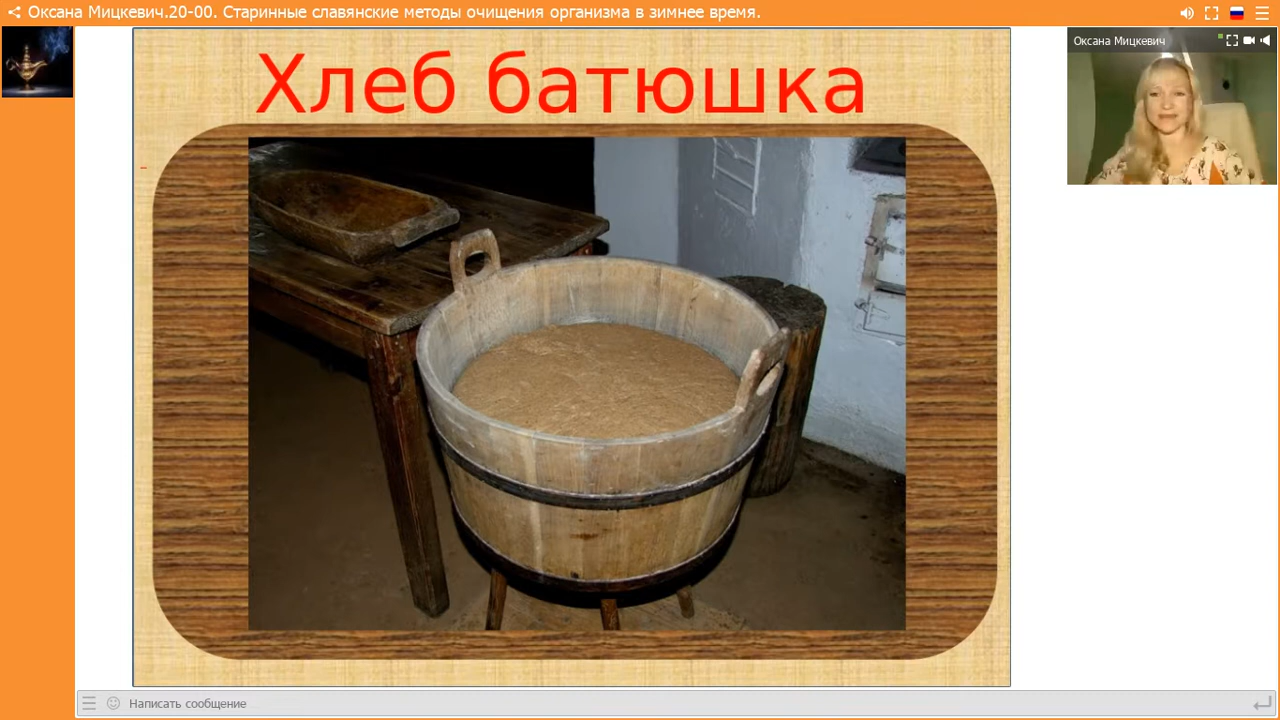 Оксана Мицкевич.20-00. Старинные славянские методы очищения организма в зимнее время.
Оксана Мицкевич
Хлеб батюшка
Написать сообщение